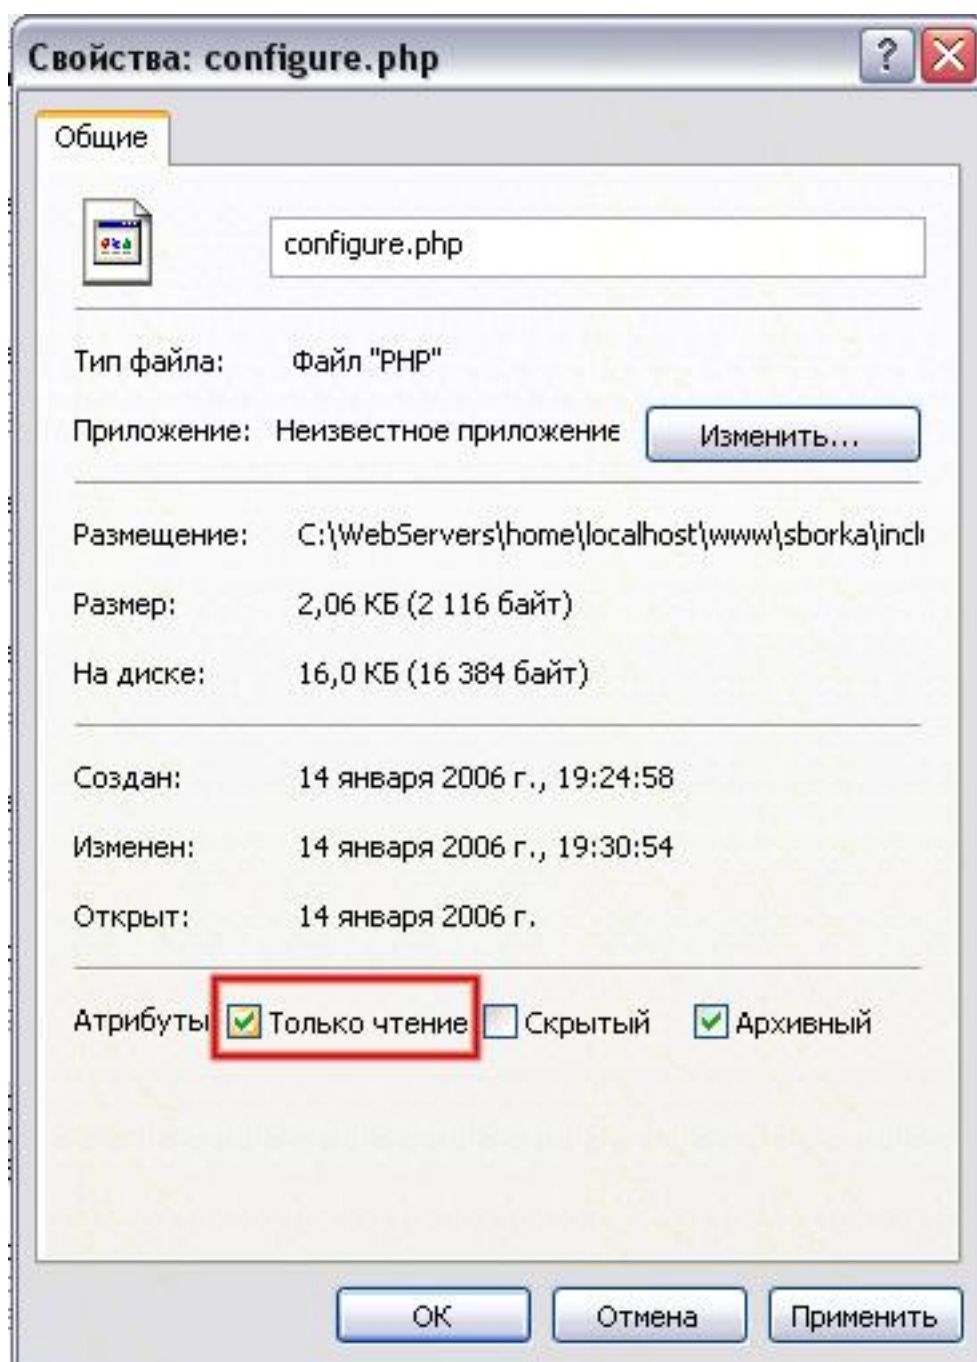 Свойства: configure.php
Общие
configure.php
Тип файла: Файл "PHP"
Приложение: Неизвестное приложение Изменить...
Размещение: C:\WebServers\home\localhost\www\sborka\inclu
Размер: 2,06 КБ (2 116 байт)
На диске: 16,0 КБ (16 384 байт)
Создан: 14 января 2006 г., 19:24:58
Изменен: 14 января 2006 г., 19:30:54
Открыт: 14 января 2006 г.
Атрибуты Только чтение Скрытый Архивный
ОК Отмена Применить